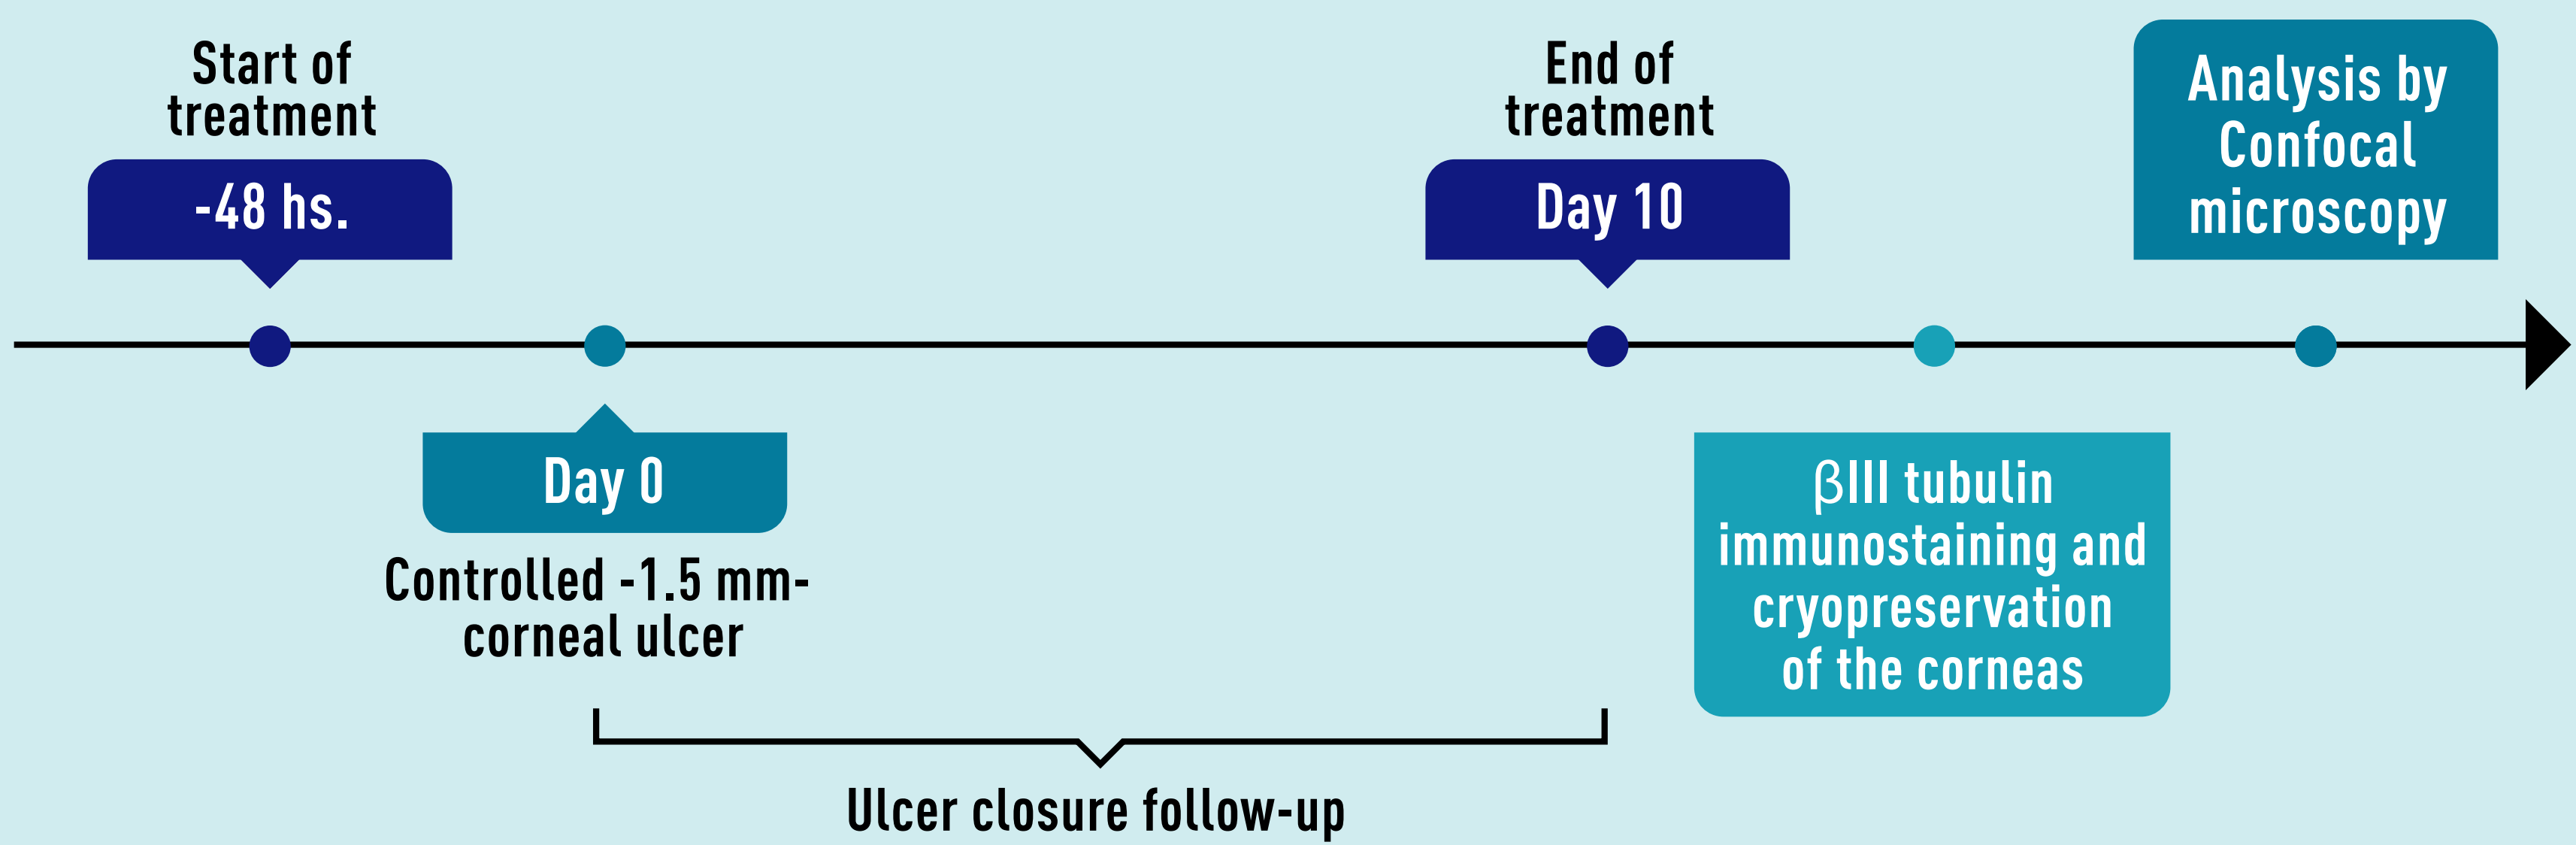 Start of
treatment
-48 hs.
Day 0
Controlled -1.5 mm-
corneal ulcer
Ulcer closure follow-up
End of
treatment
Day 10
βIII tubulin
immunostaining and
cryopreservation
of the corneas
Analysis by
Confocal
microscopy